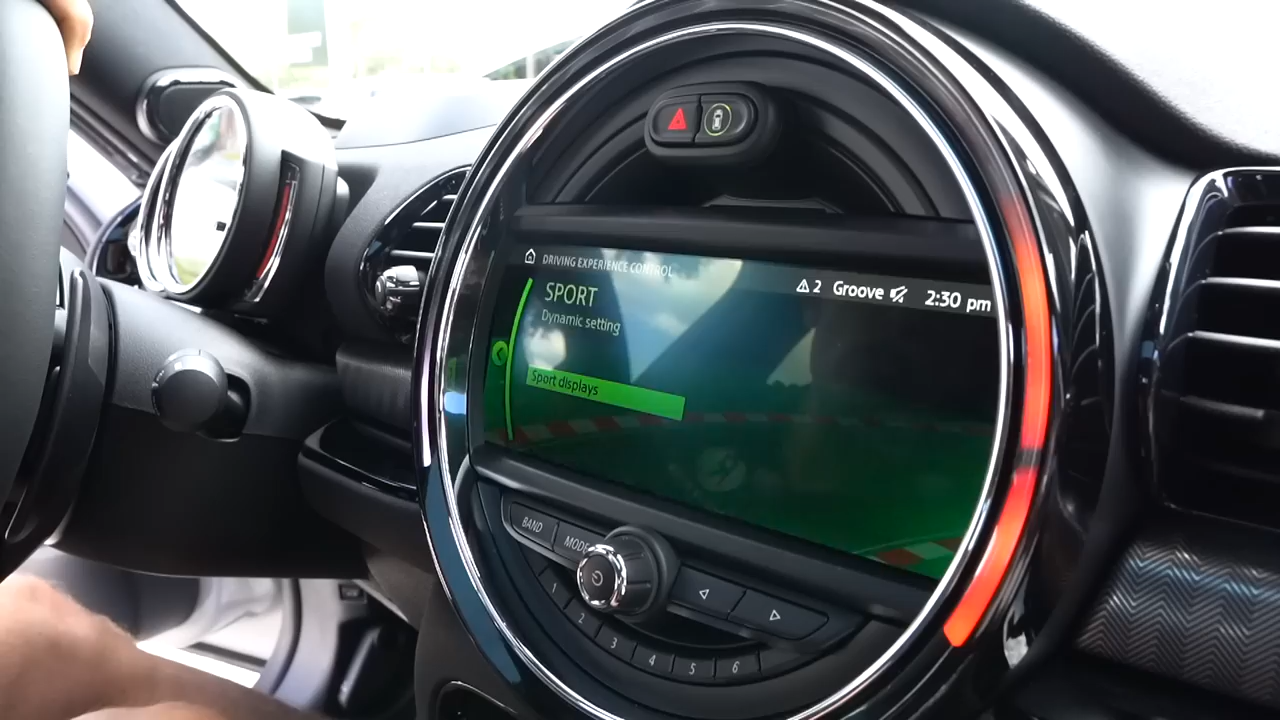 DRIVING EXPERIENCE CONTROL
2 Groove 2:30 pm
SPORT
Dynamic setting
Sport displays
BAND
MODE
1
2
3
4
5
6